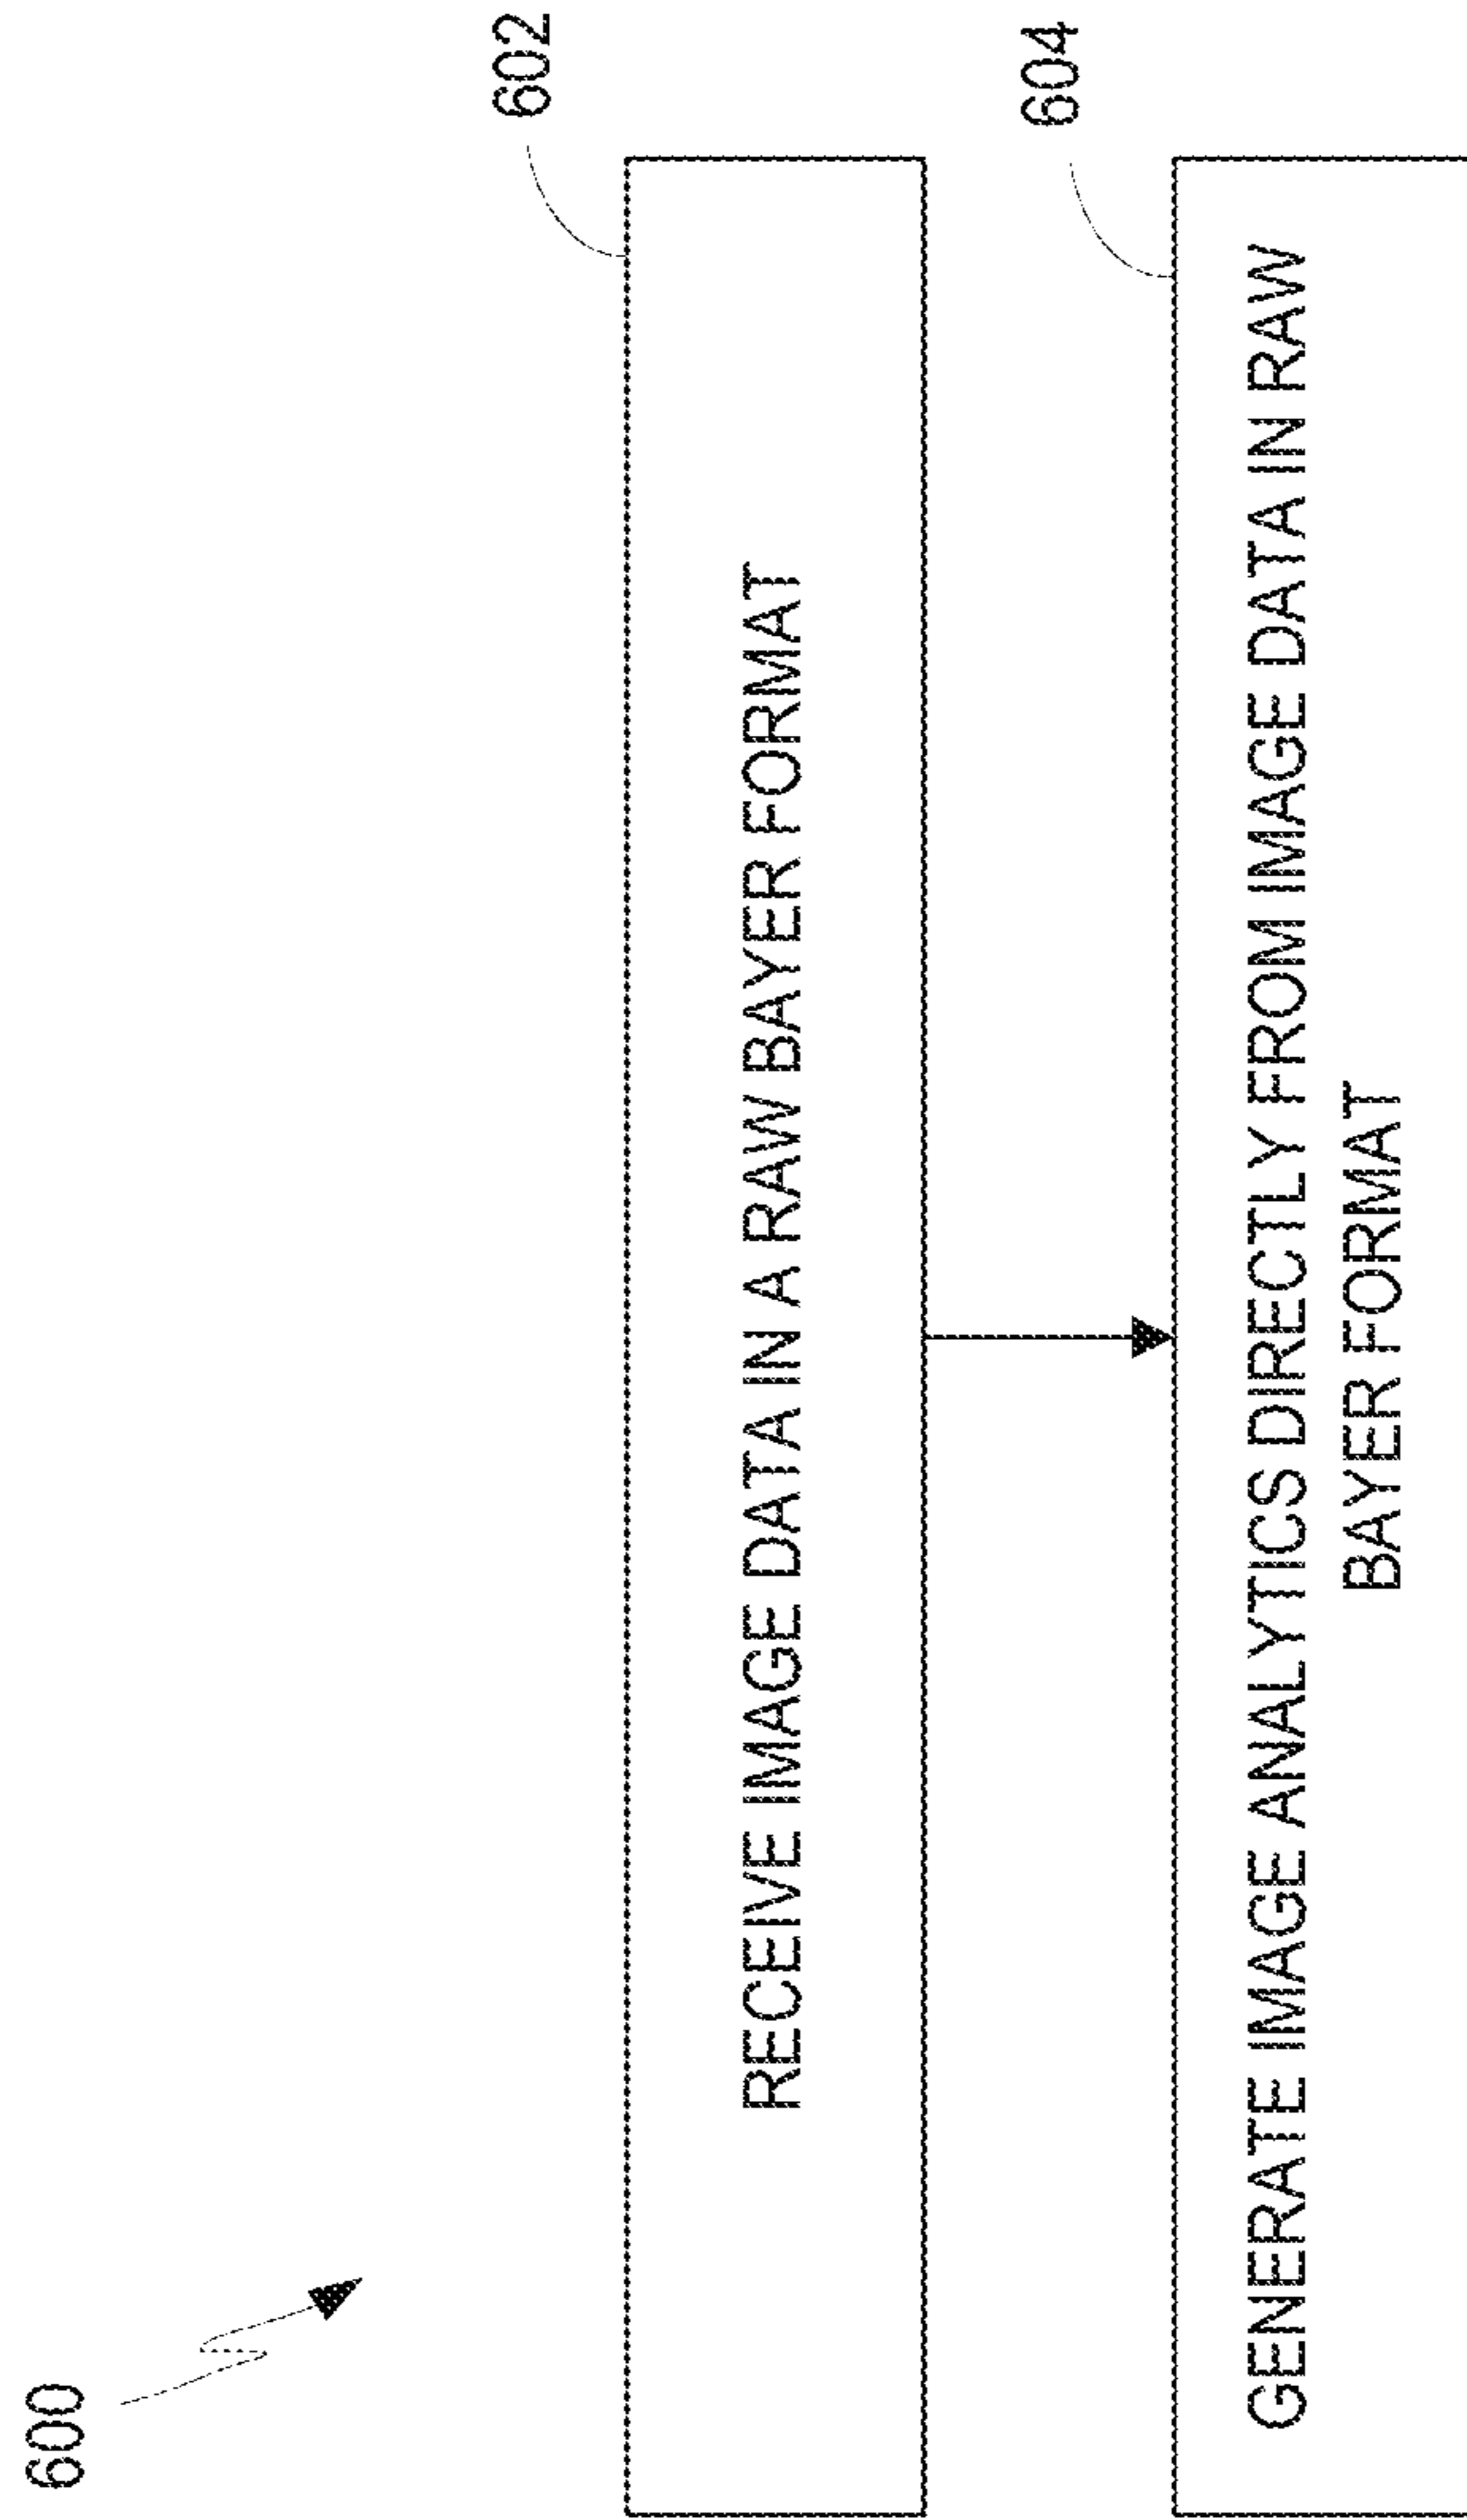 600
602
RECEIVE IMAGE DATA IN A RAW BAYER FORMAT
604
GENERATE IMAGE ANALYTICS DIRECTLY FROM IMAGE DATA IN RAW
BAYER FORMAT